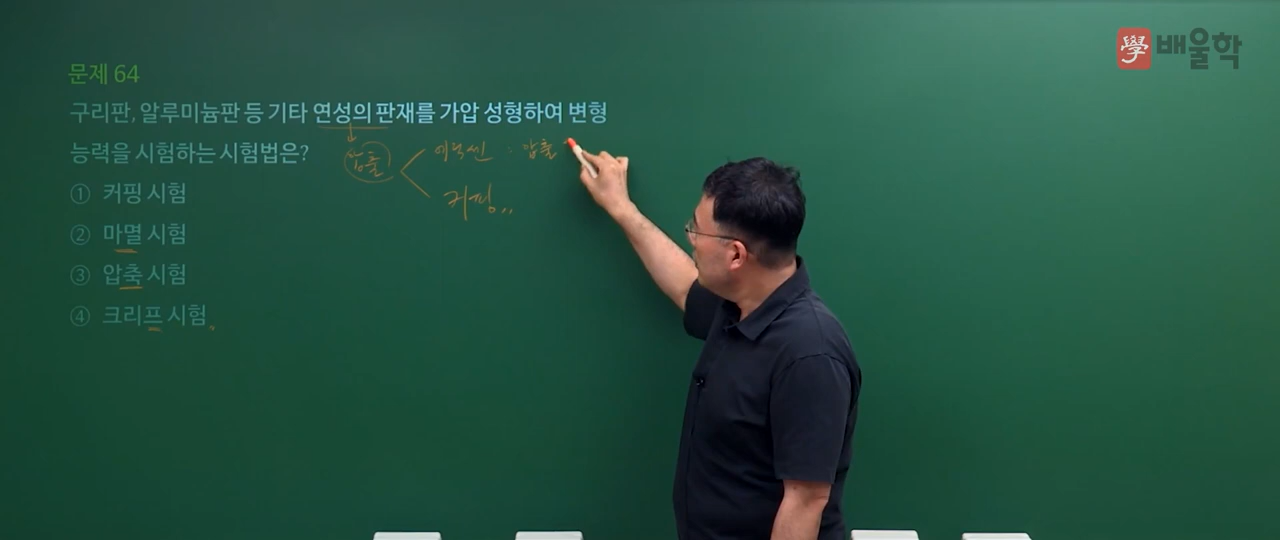 學 배울학
문제 64
구리판, 알루미늄판 등 기타 연성의 판재를 가압 성형하여 변형
능력을 시험하는 시험법은?
에릭센 : 압출
커핑
① 커핑 시험
② 마멸 시험
③ 압축 시험
④ 크리프 시험